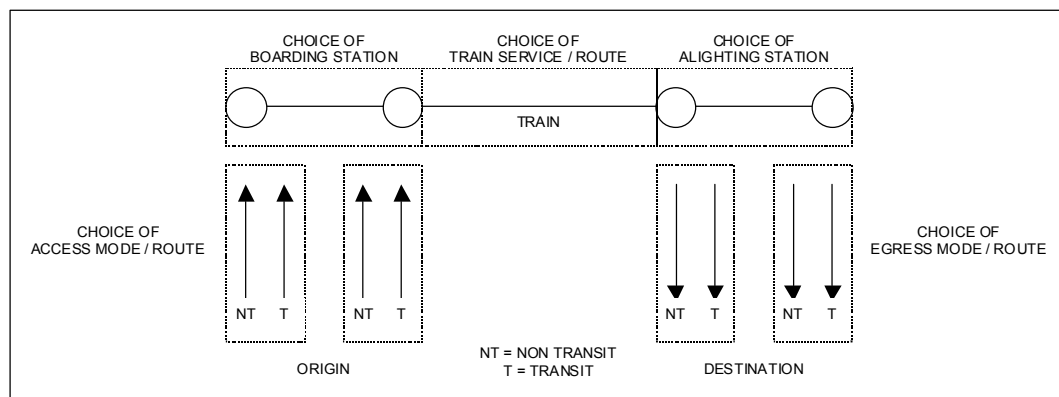 CHOICE OF
BOARDING STATION
CHOICE OF
TRAIN SERVICE / ROUTE
CHOICE OF
ALIGHTING STATION
TRAIN
CHOICE OF
ACCESS MODE / ROUTE
CHOICE OF
EGRESS MODE / ROUTE
NT T NT T NT T NT T
NT = NON TRANSIT
T = TRANSIT
ORIGIN
DESTINATION